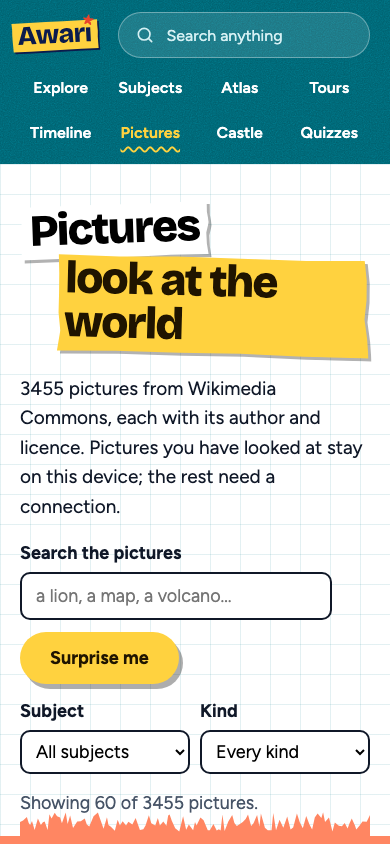 Awari
Search anything
Explore Subjects Atlas Tours
Timeline Pictures Castle Quizzes
Pictures
look at the
world
3455 pictures from Wikimedia
Commons, each with its author and
licence. Pictures you have looked at stay
on this device; the rest need a
connection.
Search the pictures
a lion, a map, a volcano...
Surprise me
Subject Kind
All subjects Every kind
Showing 60 of 3455 pictures.